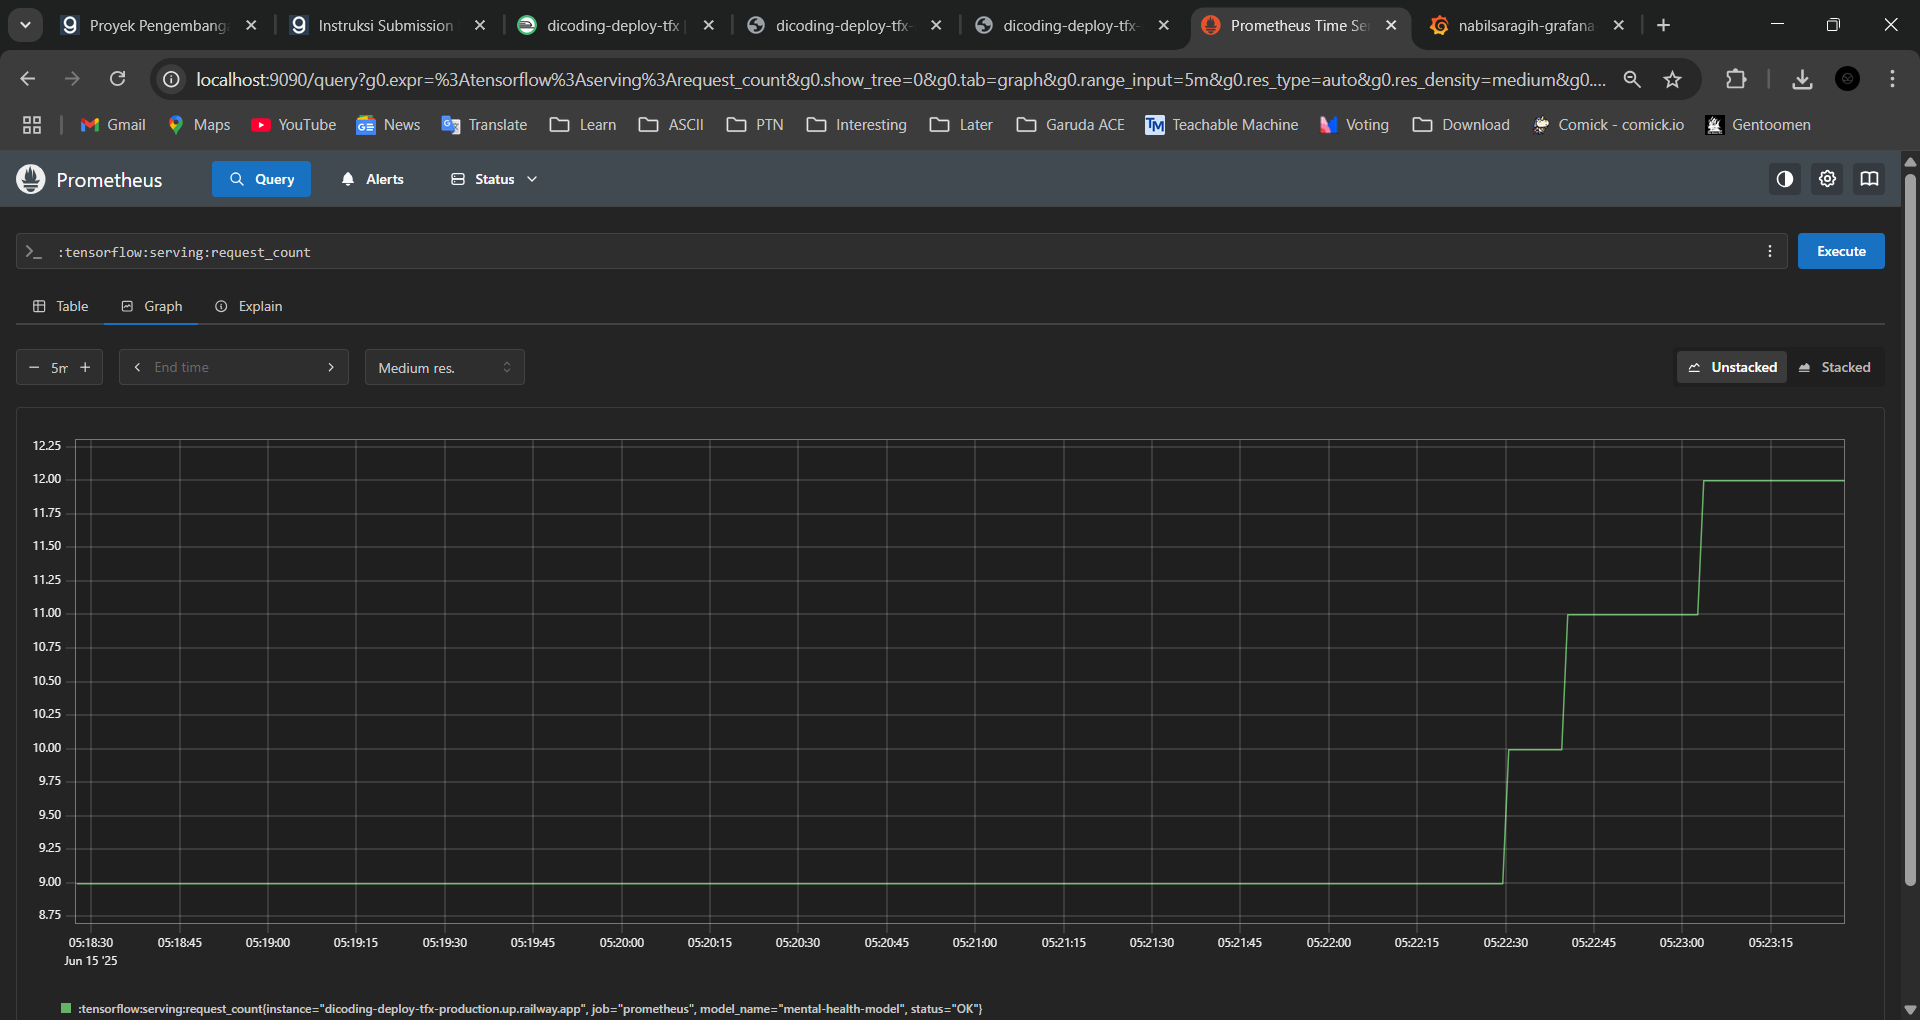 Proyek Pengembang
Instruksi Submission
dicoding-deploy-tfx
dicoding-deploy-tfx-
dicoding-deploy-tfx-
Prometheus Time Se
nabilsaragih-grafana
localhost:9090/query?g0.expr=%3Atensorflow%3Aserving%3Arequest_count&g0.show_tree=0&g0.tab=graph&g0.range_input=5m&g0.res_type=auto&g0.res_density=medium&g0....
Gmail
Maps
YouTube
News
Translate
Learn
ASCII
PTN
Interesting
Later
Garuda ACE
Teachable Machine
Voting
Download
Comick - comick.io
Gentoomen
Prometheus
Query
Alerts
Status
:tensorflow:serving:request_count
Execute
Table
Graph
Explain
5m
End time
Medium res.
Unstacked
Stacked
12.25
12.00
11.75
11.50
11.25
11.00
10.75
10.50
10.25
10.00
9.75
9.50
9.25
9.00
8.75
05:18:30
05:18:45
05:19:00
05:19:15
05:19:30
05:19:45
05:20:00
05:20:15
05:20:30
05:20:45
05:21:00
05:21:15
05:21:30
05:21:45
05:22:00
05:22:15
05:22:30
05:22:45
05:23:00
05:23:15
Jun 15 '25
:tensorflow:serving:request_count{instance="dicoding-deploy-tfx-production.up.railway.app", job="prometheus", model_name="mental-health-model", status="OK"}